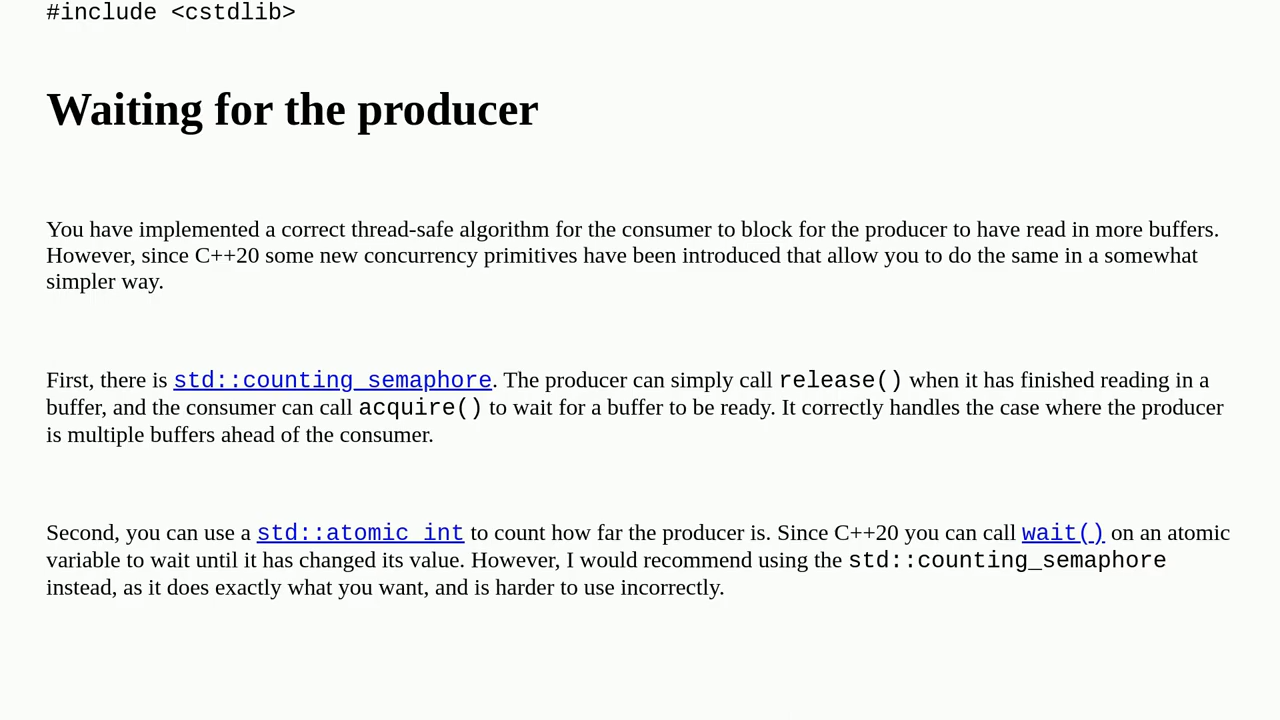 #include <cstdlib>
Waiting for the producer
You have implemented a correct thread-safe algorithm for the consumer to block for the producer to have read in more buffers.
However, since C++20 some new concurrency primitives have been introduced that allow you to do the same in a somewhat
simpler way.
First, there is std::counting_semaphore. The producer can simply call release() when it has finished reading in a
buffer, and the consumer can call acquire() to wait for a buffer to be ready. It correctly handles the case where the producer
is multiple buffers ahead of the consumer.
Second, you can use a std::atomic_int to count how far the producer is. Since C++20 you can call wait() on an atomic
variable to wait until it has changed its value. However, I would recommend using the std::counting_semaphore
instead, as it does exactly what you want, and is harder to use incorrectly.